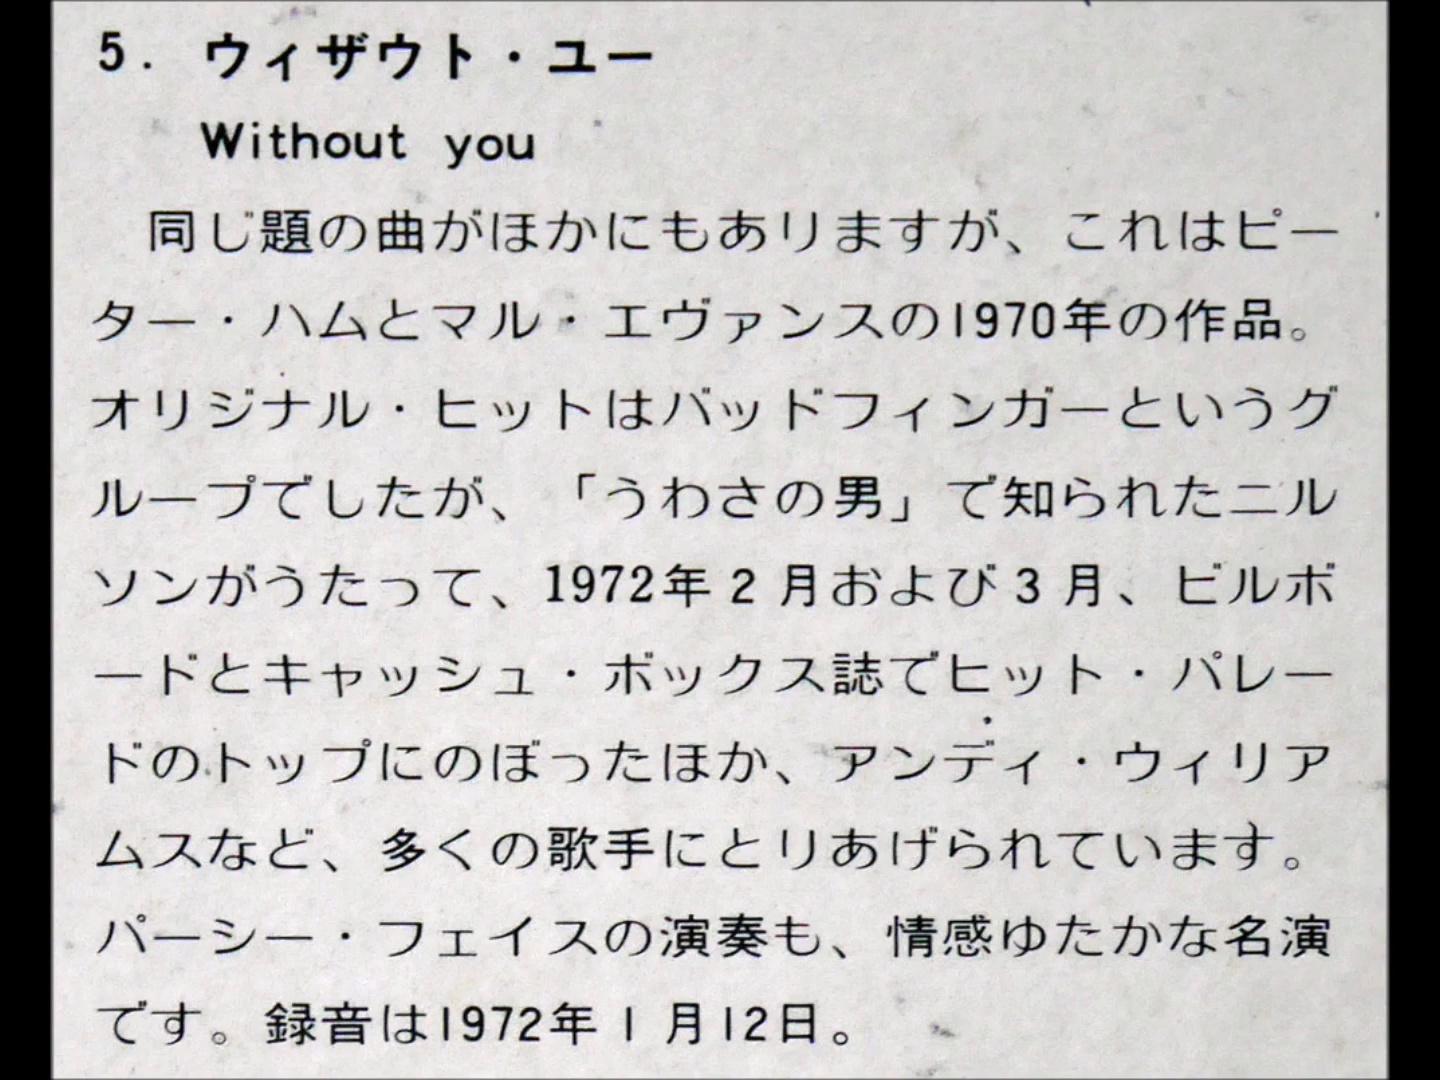 5. ウィザウト・ユー
Without you
同じ題の曲がほかにもありますが、これはピー
ター・ハムとマル・エヴァンスの1970年の作品。
オリジナル・ヒットはバッドフィンガーというグ
ループでしたが、「うわさの男」で知られたニル
ソンがうたって、1972年2月および3月、ビルボ
ードとキャッシュ・ボックス誌でヒット・パレー
ドのトップにのぼったほか、アンディ・ウィリア
ムスなど、多くの歌手にとりあげられています。
パーシー・フェイスの演奏も、情感ゆたかな名演
です。録音は1972年1月12日。